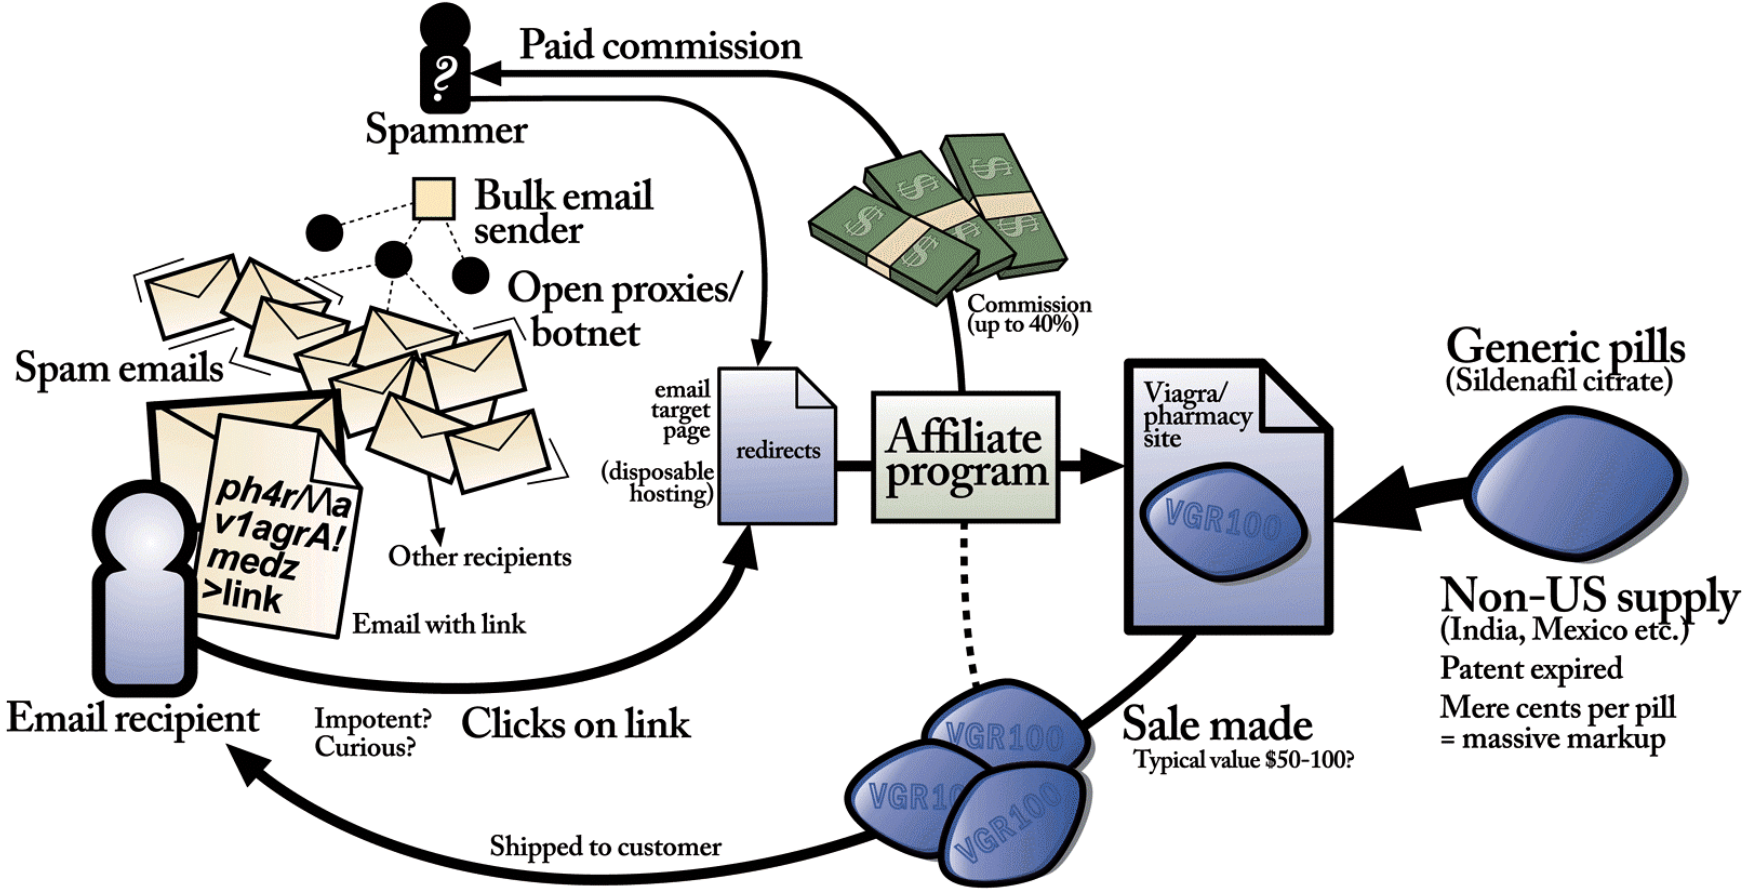 Paid commission
?
Spammer
Bulk email
sender
Open proxies/
botnet
Spam emails
$
$
$
$
$
$
Commission
(up to 40%)
email
target
page
(disposable
hosting)
redirects
Affiliate
program
Viagra/
pharmacy
site
VGR100
Generic pills
(Sildenafil citrate)
Non-US supply
(India, Mexico etc.)
Patent expired
Mere cents per pill
= massive markup
ph4r/\/\a
v1agrA!
medz
>link
Other recipients
Email with link
Email recipient
Impotent?
Curious?
Clicks on link
VGR100
VGR10
VGR100
Sale made
Typical value $50-100?
Shipped to customer